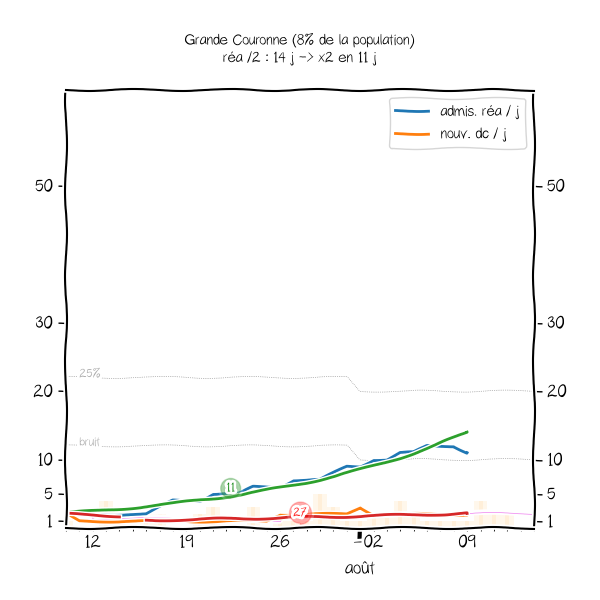 Grande Couronne (8% de la population)
réa /2 : 14 j -> x2 en 11 j
admis. réa / j
nouv. dc / j
50 50
30 30
25%
20 20
bruit
10 10
11
5 5
27
1 1
12 19 26 02 09
août